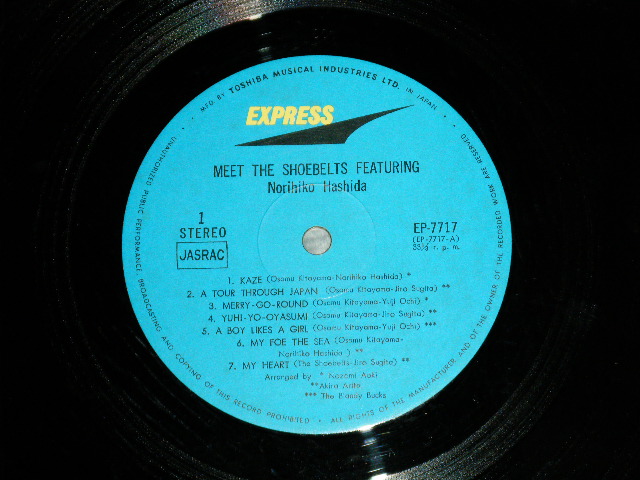 MFD. BY TOSHIBA MUSICAL INDUSTRIES LTD. IN JAPAN.
EXPRESS
MEET THE SHOEBELTS FEATURING
Norihiko Hashida
1
STEREO
JASRAC
EP-7717
(EP-7717-A)
33⅓ r. p. m.
1. KAZE (Osamu Kitayama-Norihiko Hashida) *
2. A TOUR THROUGH JAPAN (Osamu Kitayama-Jiro Sugita) **
3. MERRY-GO-ROUND (Osamu Kitayama-Yuji Ochi) *
4. YUHI-YO-OYASUMI (Osamu Kitayama-Jiro Sugita) **
5. A BOY LIKES A GIRL (Osamu Kitayama-Yuji Ochi) ***
6. MY FOE THE SEA (Osamu Kitayama-
Norihiko Hashida ) **
7. MY HEART (The Shoebelts-Jiro Sugita) **
Arranged by * Nozomi Aoki
**Akira
*** The Blandy Bucks
ALL RIGHTS OF THE MANUFACTURER AND OF THE OWNER OF THE RECORDED WORK ARE RESERVED
UNAUTHORIZED PUBLIC PERFORMANCE, BROADCASTING AND COPYING OF THIS RECORD PROHIBITED